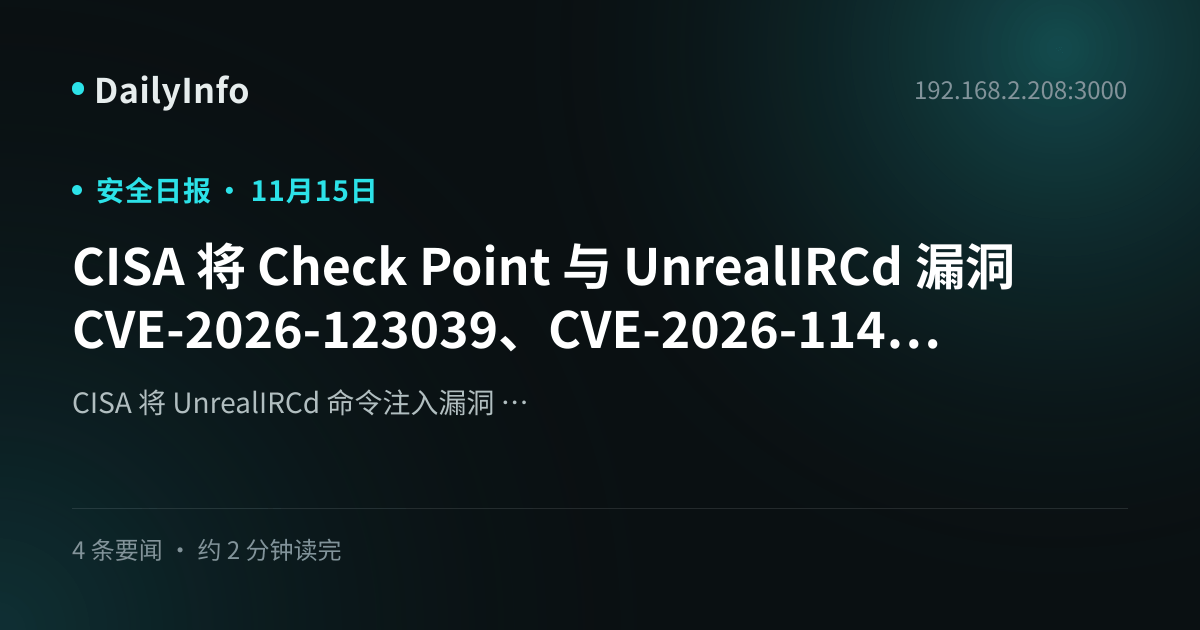 DailyInfo
192.168.2.208:3000
安全日报 · 11月15日
CISA 将 Check Point 与 UnrealIRCd 漏洞
CVE-2026-123039、CVE-2026-114…
CISA 将 UnrealIRCd 命令注入漏洞 …
4 条要闻 · 约 2 分钟读完